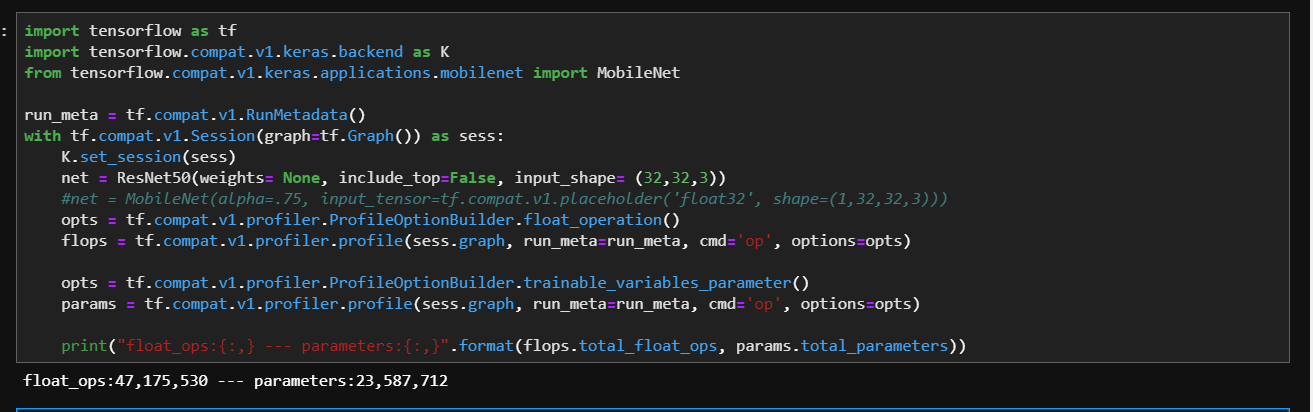 :
import tensorflow as tf
import tensorflow.compat.v1.keras.backend as K
from tensorflow.compat.v1.keras.applications.mobilenet import MobileNet

run_meta = tf.compat.v1.RunMetadata()
with tf.compat.v1.Session(graph=tf.Graph()) as sess:
    K.set_session(sess)
    net = ResNet50(weights= None, include_top=False, input_shape= (32,32,3))
    #net = MobileNet(alpha=.75, input_tensor=tf.compat.v1.placeholder('float32', shape=(1,32,32,3)))
    opts = tf.compat.v1.profiler.ProfileOptionBuilder.float_operation()
    flops = tf.compat.v1.profiler.profile(sess.graph, run_meta=run_meta, cmd='op', options=opts)

    opts = tf.compat.v1.profiler.ProfileOptionBuilder.trainable_variables_parameter()
    params = tf.compat.v1.profiler.profile(sess.graph, run_meta=run_meta, cmd='op', options=opts)

    print("float_ops:{:,} --- parameters:{:,}".format(flops.total_float_ops, params.total_parameters))
float_ops:47,175,530 --- parameters:23,587,712